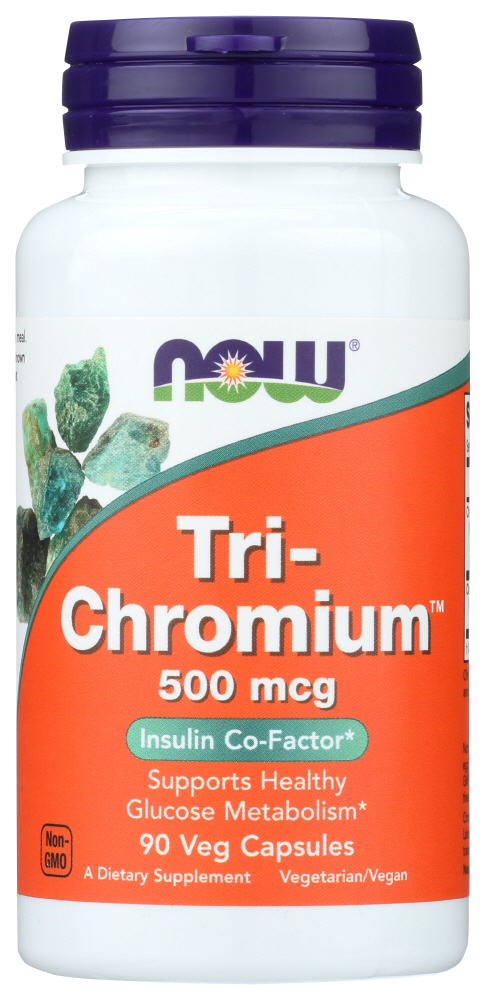 meal.
now®
Tri-
Chromium™
500 mcg
Insulin Co-Factor*
Supports Healthy
Glucose Metabolism*
90 Veg Capsules
Non-
GMO
A Dietary Supplement Vegetarian/Vegan